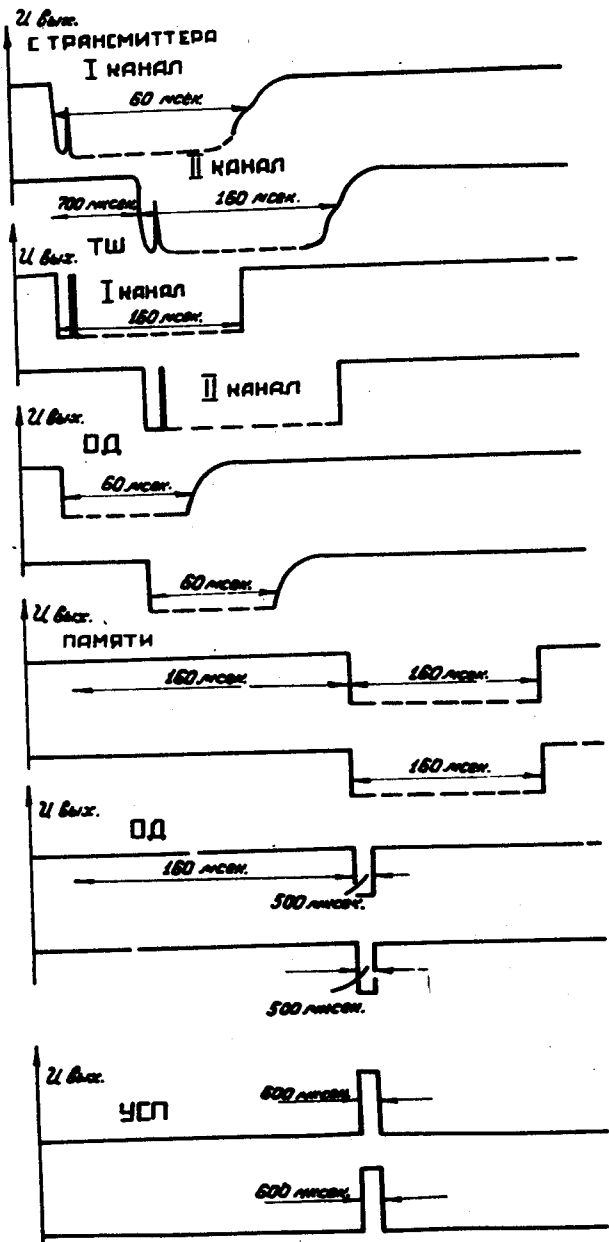 U вых.
С ТРАНСМИТТЕРА
I КАНАЛ
60 мсек.
II КАНАЛ
700 мксек.
160 мсек.
ТШ
U вых.
I КАНАЛ
160 мсек.
II КАНАЛ
U вых.
ОД
60 мсек.
60 мсек.
U вых.
ПАМЯТИ
160 мсек.
160 мсек.
160 мсек.
U вых.
ОД
160 мсек.
500 мксек.
500 мксек.
U вых.
УСП
600 мксек.
600 мксек.